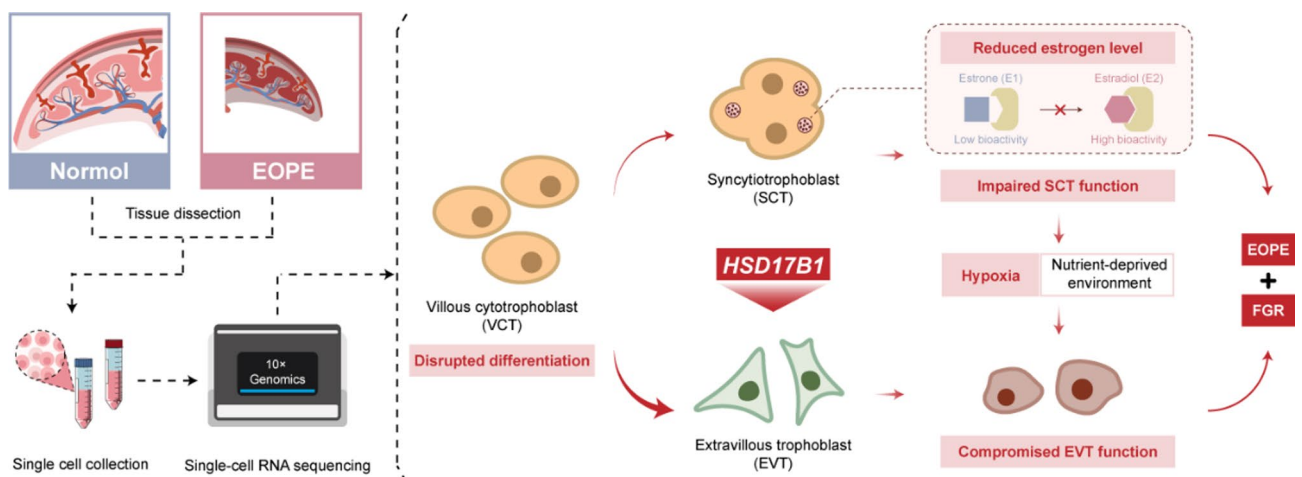 Normol
EOPE
Tissue dissection
Single cell collection
10×
Genomics
Single-cell RNA sequencing
Villous cytotrophoblast
(VCT)
Disrupted differentiation
Syncytiotrophoblast
(SCT)
HSD17B1
Extravillous trophoblast
(EVT)
Reduced estrogen level
Estrone (E1)
Estradiol (E2)
Low bioactivity
High bioactivity
Impaired SCT function
Hypoxia
Nutrient-deprived
environment
Compromised EVT function
EOPE
+
FGR